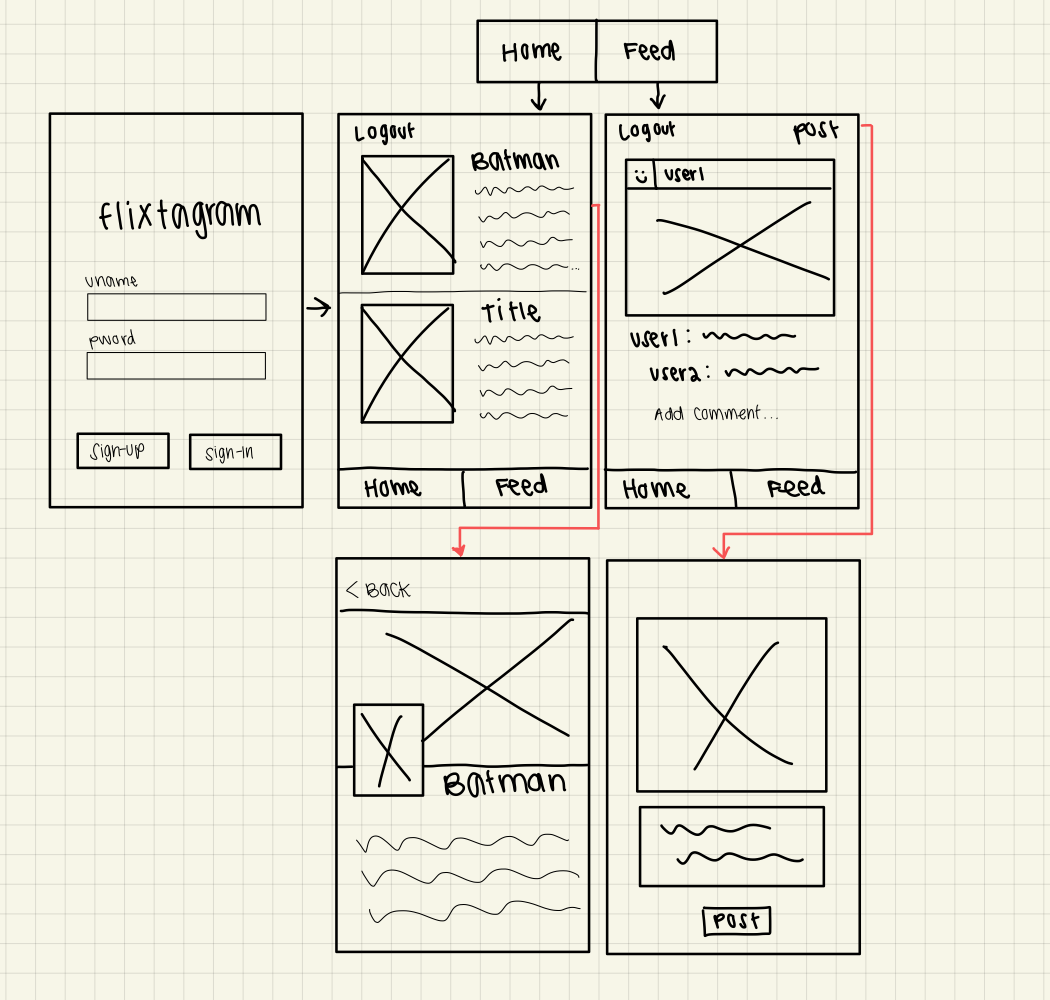 Home Feed
flixtagram
uname
pword
Sign-up Sign-In
Logout
Batman
...
Title
Home Feed
Logout post
user1
user1:
user2:
Add Comment...
Home Feed
< Back
Batman
Post